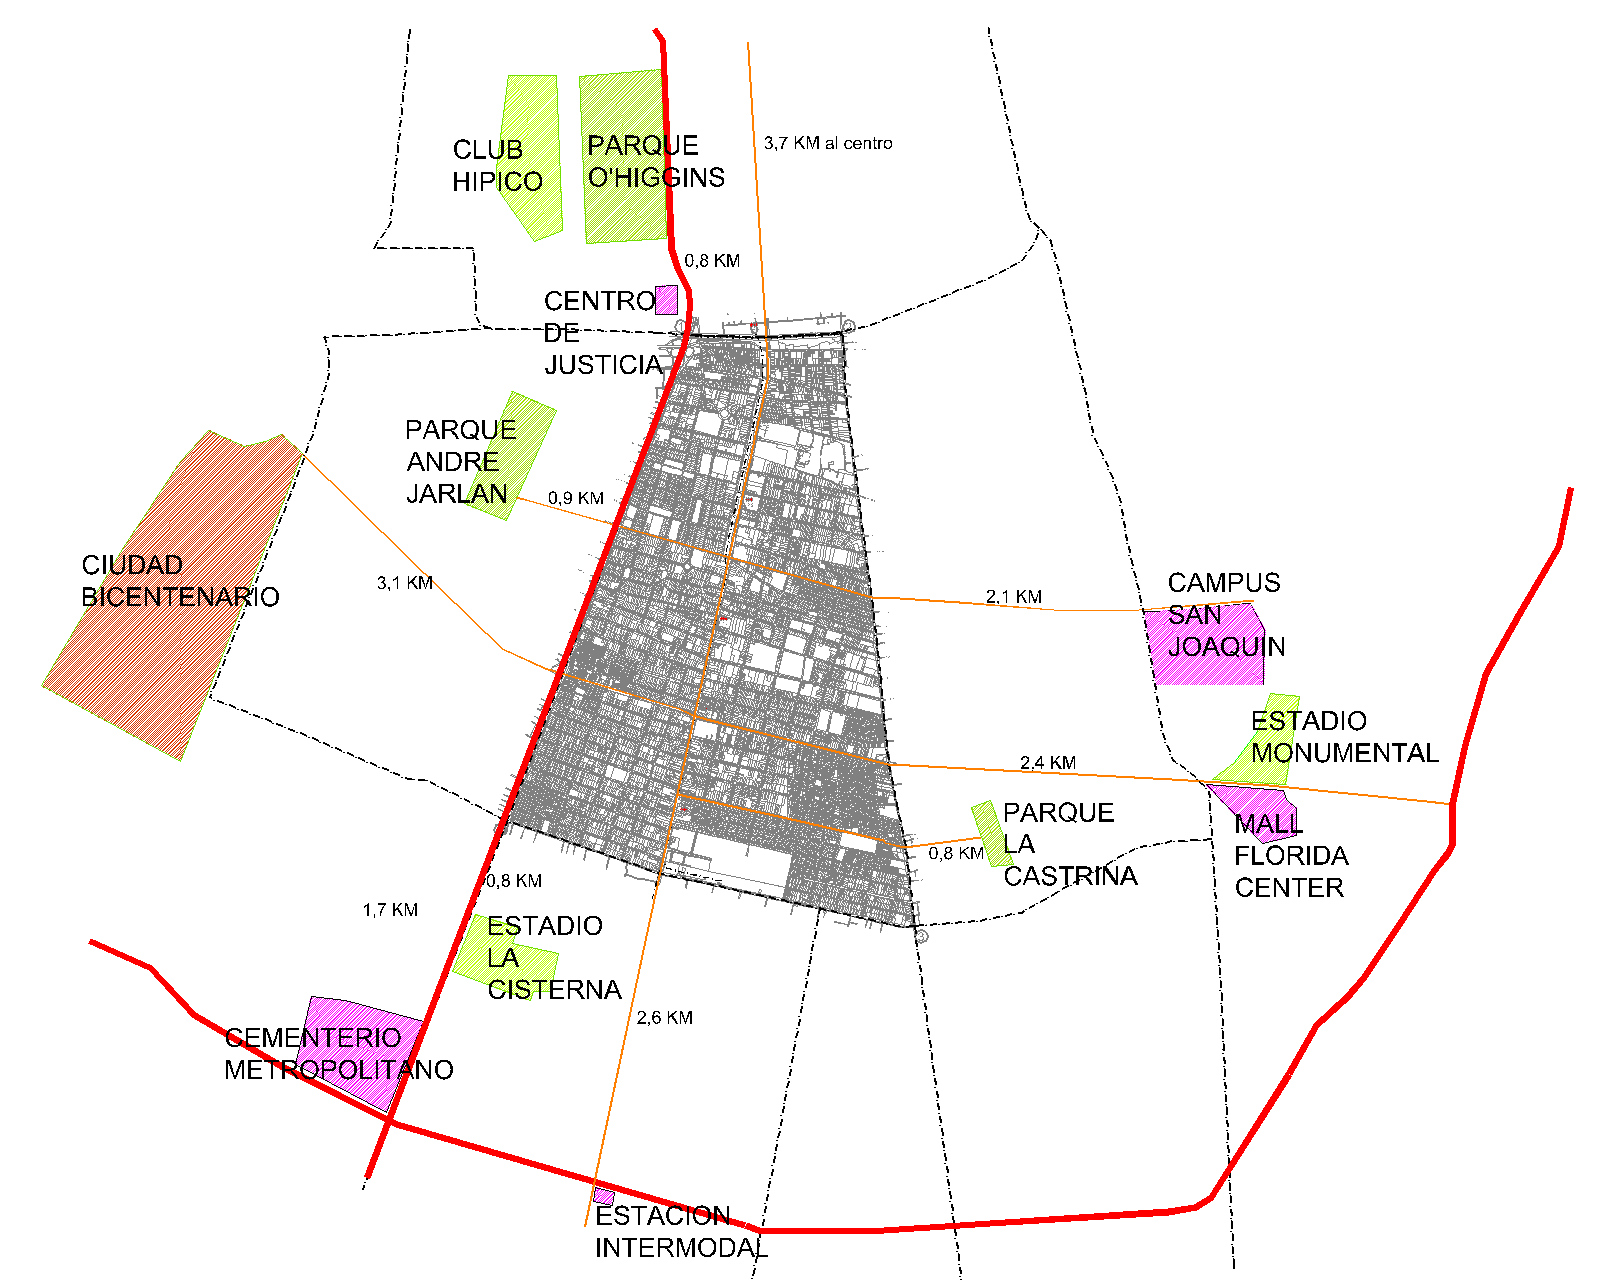 3,7 KM al centro
CLUB
HIPICO
PARQUE
O'HIGGINS
0,8 KM
CENTRO
DE
JUSTICIA
PARQUE
ANDRE
JARLAN
0,9 KM
CIUDAD
BICENTENARIO
3,1 KM
2,1 KM
CAMPUS
SAN
JOAQUIN
ESTADIO
MONUMENTAL
2,4 KM
PARQUE
LA
CASTRINA
0,8 KM
MALL
FLORIDA
CENTER
0,8 KM
1,7 KM
ESTADIO
LA
CISTERNA
2,6 KM
CEMENTERIO
METROPOLITANO
ESTACION
INTERMODAL